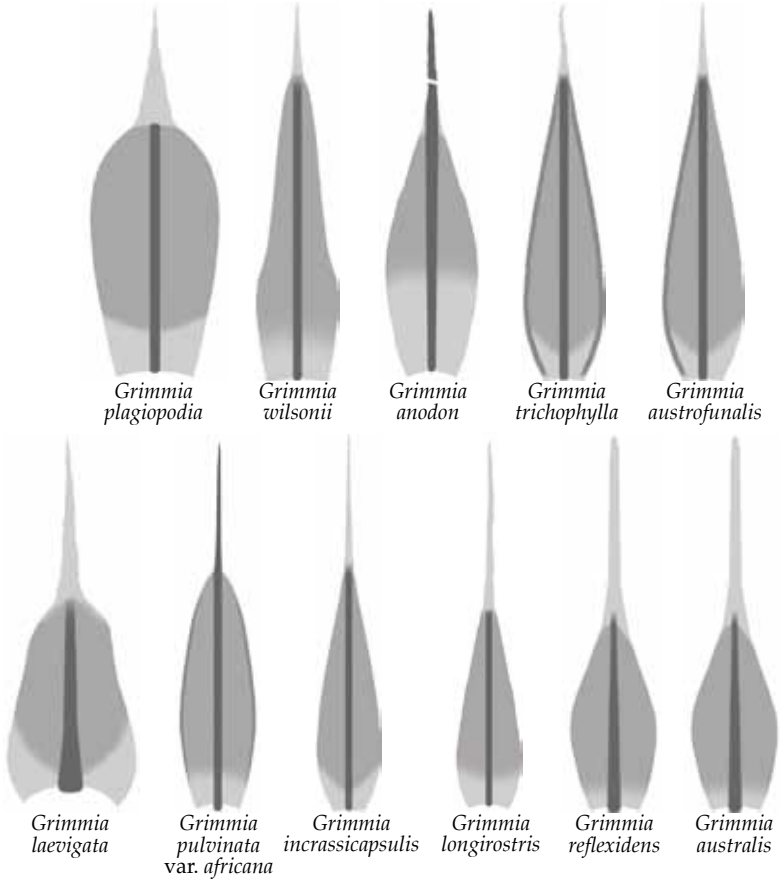 Grimmia
plagiopodia
Grimmia
wilsonii
Grimmia
anodon
Grimmia
trichophylla
Grimmia
austrofunalis
Grimmia
laevigata
Grimmia
pulvinata
var. africana
Grimmia
incrassicapsulis
Grimmia
longirostris
Grimmia
reflexidens
Grimmia
australis